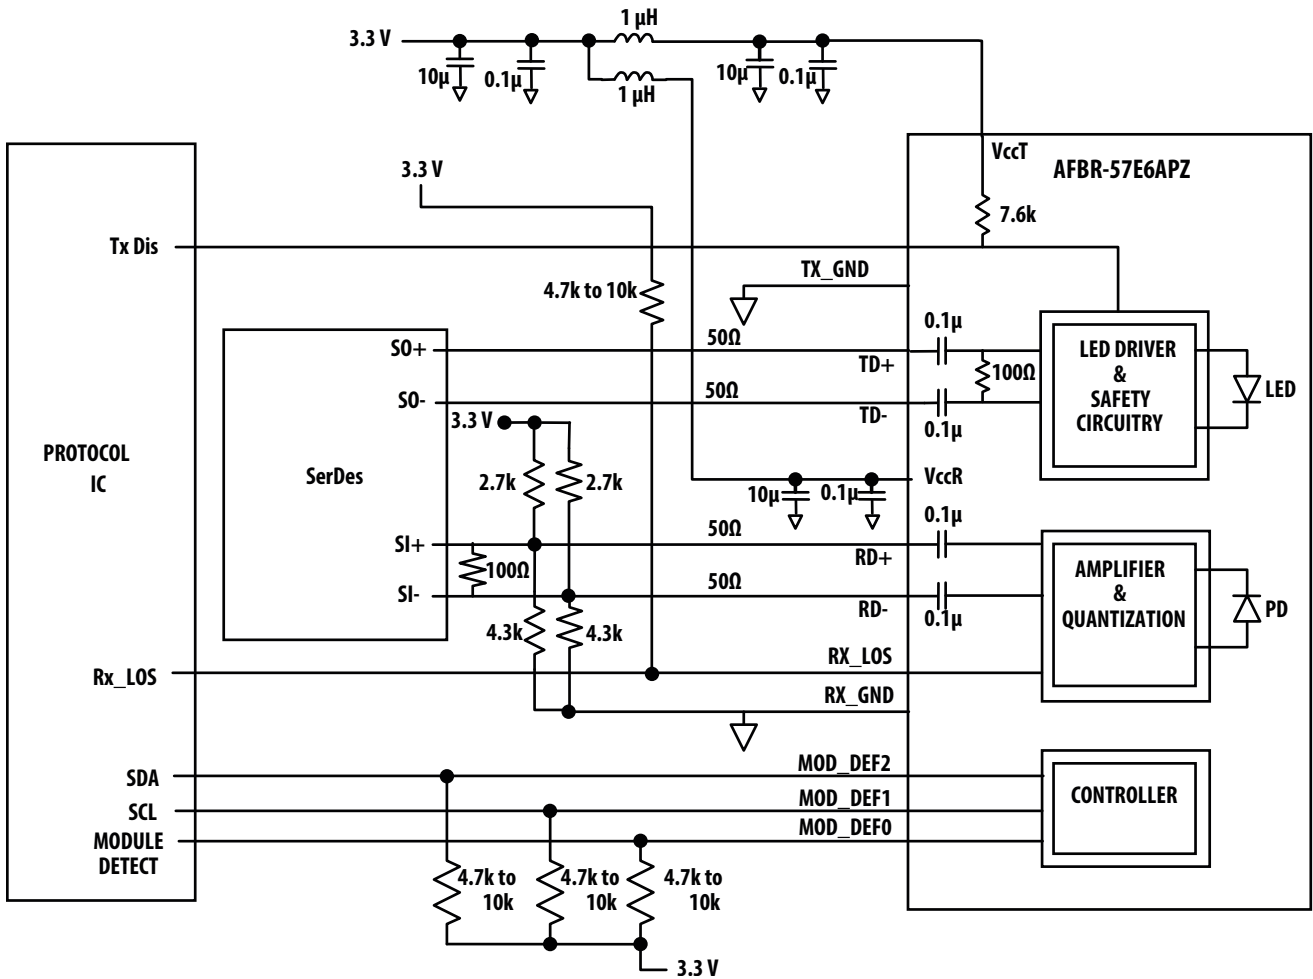 1 µH
3.3 V
10µ
0.1µ
10µ
0.1µ
1 µH
VccT
AFBR-57E6APZ
3.3 V
7.6k
Tx Dis
TX_GND
4.7k to 10k
0.1µ
SO+
50Ω
TD+
100Ω
LED DRIVER
&
SAFETY
CIRCUITRY
LED
SO-
50Ω
TD-
0.1µ
3.3 V
PROTOCOL
IC
SerDes
2.7k
2.7k
VccR
10µ
0.1µ
0.1µ
SI+
50Ω
RD+
100Ω
AMPLIFIER
&
QUANTIZATION
PD
SI-
50Ω
RD-
0.1µ
4.3k
4.3k
Rx_LOS
RX_LOS
RX_GND
SDA
MOD_DEF2
SCL
MOD_DEF1
CONTROLLER
MODULE
DETECT
MOD_DEF0
4.7k to
10k
4.7k to
10k
4.7k to
10k
3.3 V